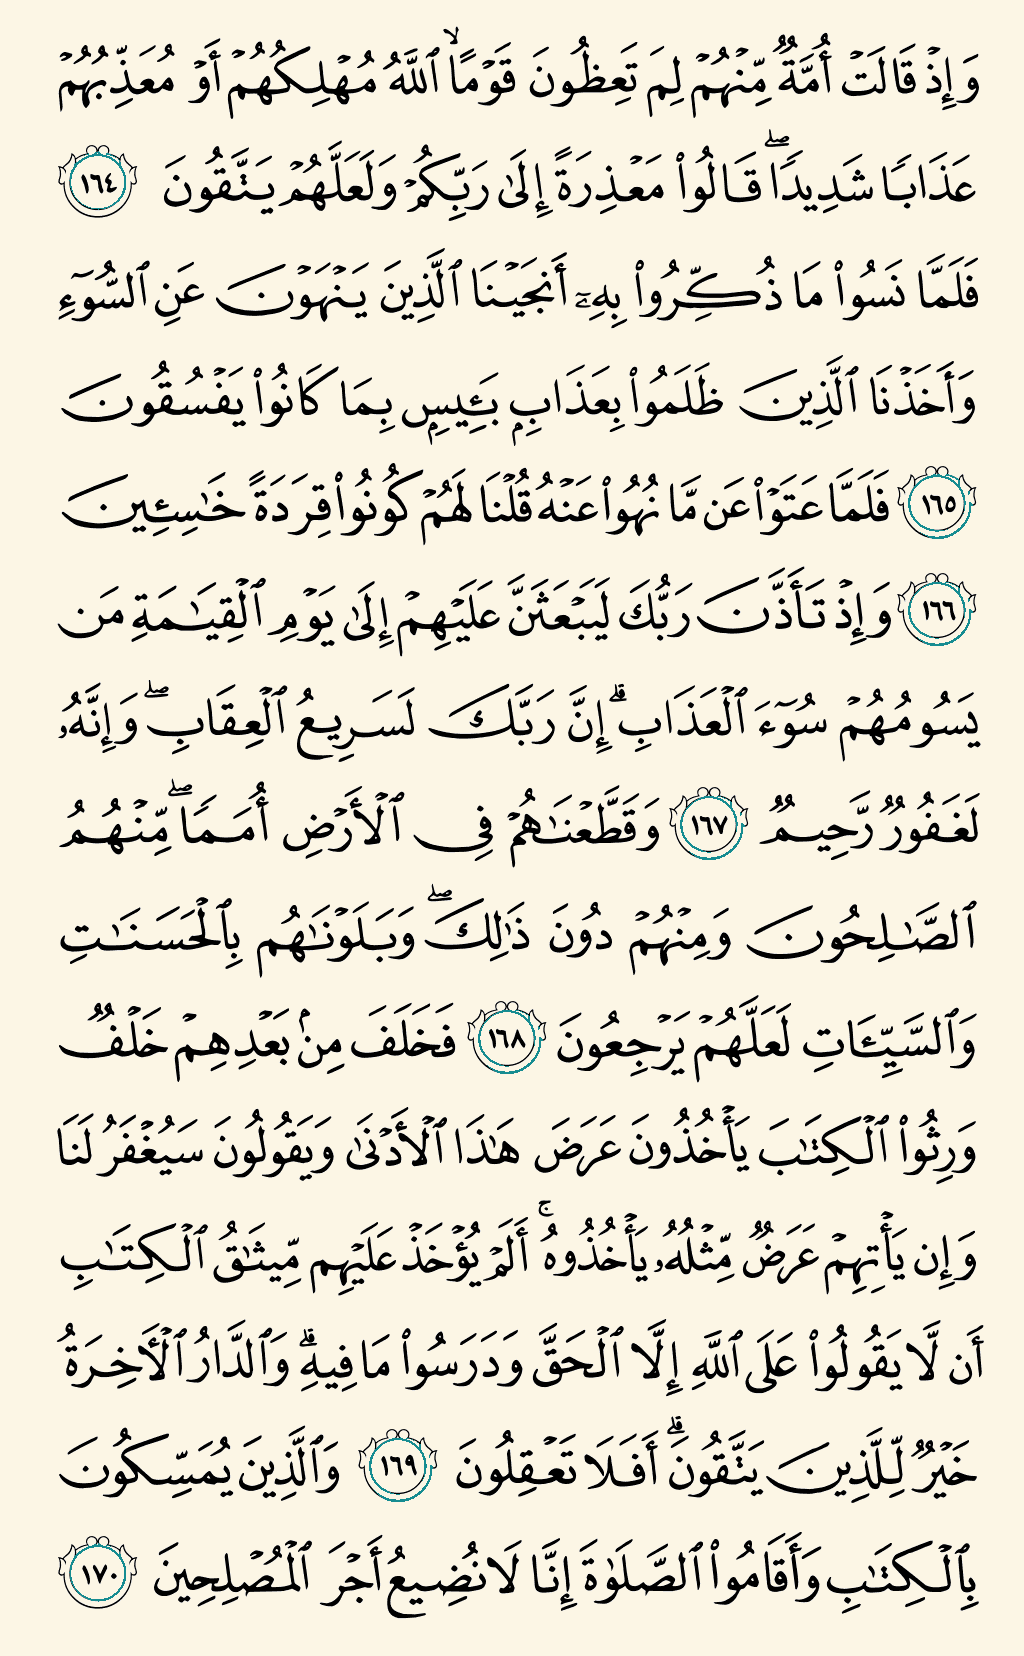 وَإِذۡ قَالَتۡ أُمَّةٞ مِّنۡهُمۡ لِمَ تَعِظُونَ قَوۡمًا ٱللَّهُ مُهۡلِكُهُمۡ أَوۡ مُعَذِّبُهُمۡ
عَذَابٗا شَدِيدٗاۖ قَالُواْ مَعۡذِرَةً إِلَىٰ رَبِّكُمۡ وَلَعَلَّهُمۡ يَتَّقُونَ ١٦٤
فَلَمَّا نَسُواْ مَا ذُكِّرُواْ بِهِۦٓ أَنجَيۡنَا ٱلَّذِينَ يَنۡهَوۡنَ عَنِ ٱلسُّوٓءِ
وَأَخَذۡنَا ٱلَّذِينَ ظَلَمُواْ بِعَذَابِۭ بَـِٔيسِۭ بِمَا كَانُواْ يَفۡسُقُونَ
١٦٥ فَلَمَّا عَتَوۡاْ عَن مَّا نُهُواْ عَنۡهُ قُلۡنَا لَهُمۡ كُونُواْ قِرَدَةً خَٰسِـِٔينَ
١٦٦ وَإِذۡ تَأَذَّنَ رَبُّكَ لَيَبۡعَثَنَّ عَلَيۡهِمۡ إِلَىٰ يَوۡمِ ٱلۡقِيَٰمَةِ مَن
يَسُومُهُمۡ سُوٓءَ ٱلۡعَذَابِۗ إِنَّ رَبَّكَ لَسَرِيعُ ٱلۡعِقَابِۖ وَإِنَّهُۥ
لَغَفُورٞ رَّحِيمٞ ١٦٧ وَقَطَّعۡنَٰهُمۡ فِي ٱلۡأَرۡضِ أُمَمٗاۖ مِّنۡهُمُ
ٱلصَّٰلِحُونَ وَمِنۡهُمۡ دُونَ ذَٰلِكَۖ وَبَلَوۡنَٰهُم بِٱلۡحَسَنَٰتِ
وَٱلسَّيِّـَٔاتِ لَعَلَّهُمۡ يَرۡجِعُونَ ١٦٨ فَخَلَفَ مِنۢ بَعۡدِهِمۡ خَلۡفٞ
وَرِثُواْ ٱلۡكِتَٰبَ يَأۡخُذُونَ عَرَضَ هَٰذَا ٱلۡأَدۡنَىٰ وَيَقُولُونَ سَيُغۡفَرُ لَنَا
وَإِن يَأۡتِهِمۡ عَرَضٞ مِّثۡلُهُۥ يَأۡخُذُوهُۚ أَلَمۡ يُؤۡخَذۡ عَلَيۡهِم مِّيثَٰقُ ٱلۡكِتَٰبِ
أَن لَّا يَقُولُواْ عَلَى ٱللَّهِ إِلَّا ٱلۡحَقَّ وَدَرَسُواْ مَا فِيهِۗ وَٱلدَّارُ ٱلۡأٓخِرَةُ
خَيۡرٞ لِّلَّذِينَ يَتَّقُونَۗ أَفَلَا تَعۡقِلُونَ ١٦٩ وَٱلَّذِينَ يُمَسِّكُونَ
بِٱلۡكِتَٰبِ وَأَقَامُواْ ٱلصَّلَوٰةَ إِنَّا لَا نُضِيعُ أَجۡرَ ٱلۡمُصۡلِحِينَ ١٧٠